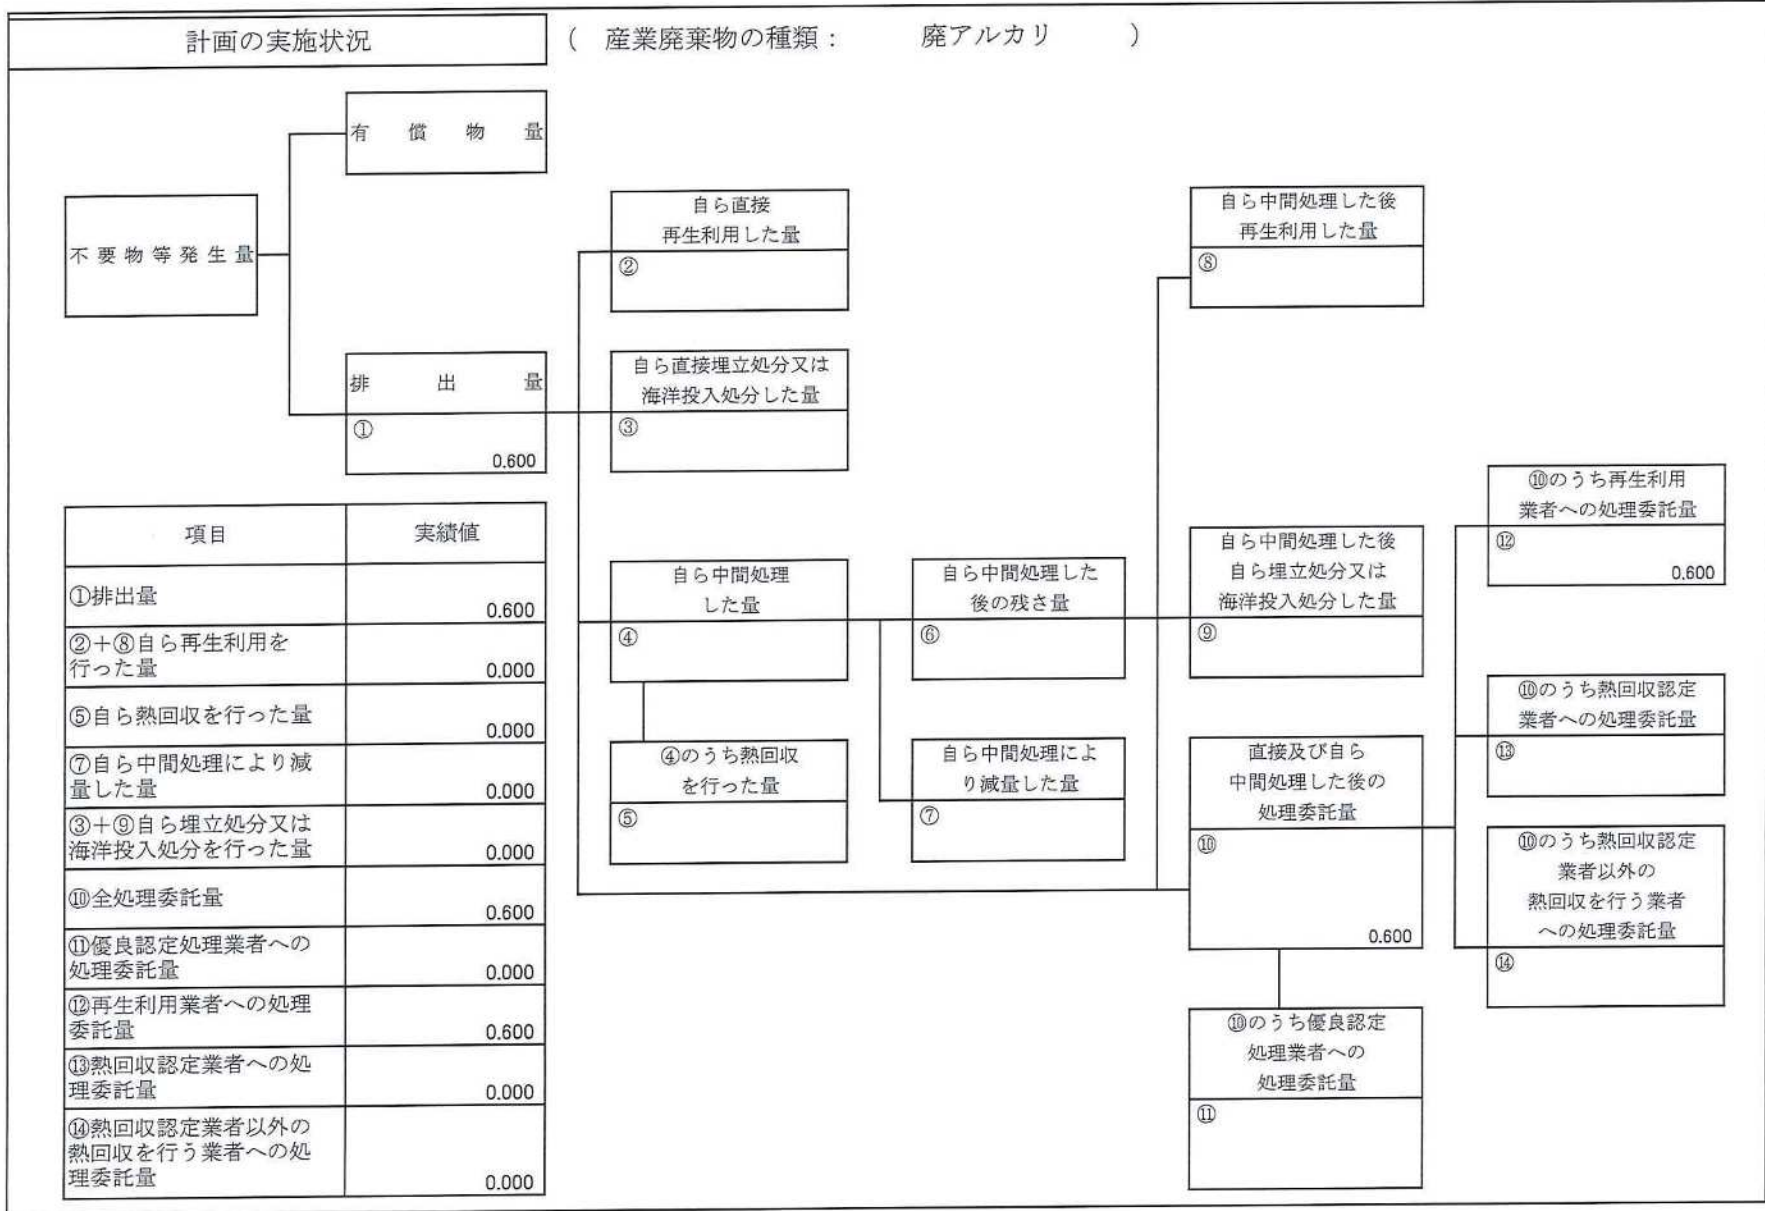 計画の実施状況
（ 産業廃棄物の種類： 廃アルカリ ）
有償物量
不要物等発生量
排出量
①
0.600
自ら直接
再生利用した量
②
自ら直接埋立処分又は
海洋投入処分した量
③
自ら中間処理
した量
④
④のうち熱回収
を行った量
⑤
自ら中間処理した
後の残さ量
⑥
自ら中間処理によ
り減量した量
⑦
自ら中間処理した後
再生利用した量
⑧
自ら中間処理した後
自ら埋立処分又は
海洋投入処分した量
⑨
直接及び自ら
中間処理した後の
処理委託量
⑩
0.600
⑩のうち優良認定
処理業者への
処理委託量
⑪
⑩のうち再生利用
業者への処理委託量
⑫
0.600
⑩のうち熱回収認定
業者への処理委託量
⑬
⑩のうち熱回収認定
業者以外の
熱回収を行う業者
への処理委託量
⑭
項目 実績値
①排出量
0.600
②＋⑧自ら再生利用を
行った量
0.000
⑤自ら熱回収を行った量
0.000
⑦自ら中間処理により減
量した量
0.000
③＋⑨自ら埋立処分又は
海洋投入処分を行った量
0.000
⑩全処理委託量
0.600
⑪優良認定処理業者への
処理委託量
0.000
⑫再生利用業者への処理
委託量
0.600
⑬熱回収認定業者への処
理委託量
0.000
⑭熱回収認定業者以外の
熱回収を行う業者への処
理委託量
0.000